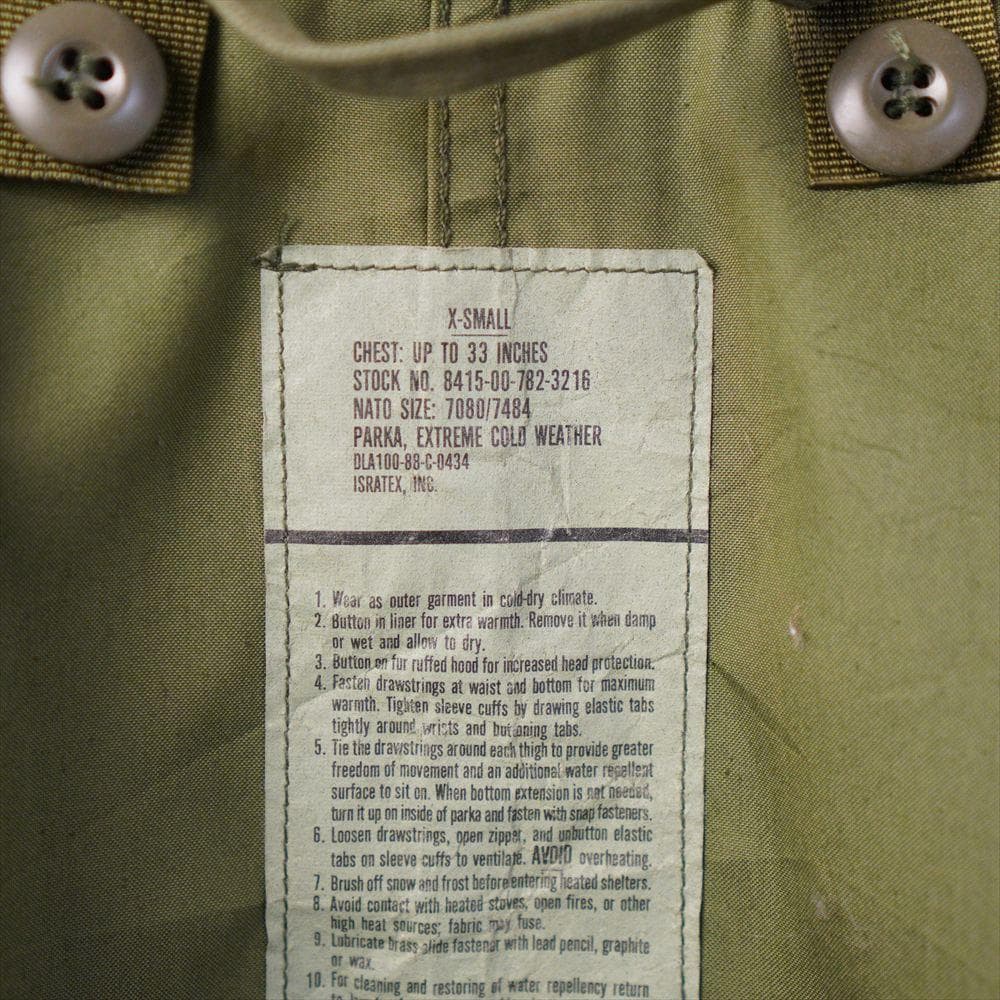 X-SMALL
CHEST: UP TO 33 INCHES
STOCK NO. 8415-00-782-3216
NATO SIZE: 7080/7484
PARKA, EXTREME COLD WEATHER
DLA100-88-C-0434
ISRATEX, INC.
1. Wear as outer garment in cold-dry climate.
2. Button in liner for extra warmth. Remove it when damp
or wet and allow to dry.
3. Button on fur ruffed hood for increased head protection.
4. Fasten drawstrings at waist and bottom for maximum
warmth. Tighten sleeve cuffs by drawing elastic tabs
tightly around wrists and buttoning tabs.
5. Tie the drawstrings around each thigh to provide greater
freedom of movement and an additional water repellent
surface to sit on. When bottom extension is not needed,
turn it up on inside of parka and fasten with snap fasteners.
6. Loosen drawstrings, open zipper, and unbutton elastic
tabs on sleeve cuffs to ventilate. AVOID overheating.
7. Brush off snow and frost before entering heated shelters.
8. Avoid contact with heated stoves, open fires, or other
high heat sources; fabric may fuse.
9. Lubricate brass slide fastener with lead pencil, graphite
or wax.
10. For cleaning and restoring of water repellency return
to